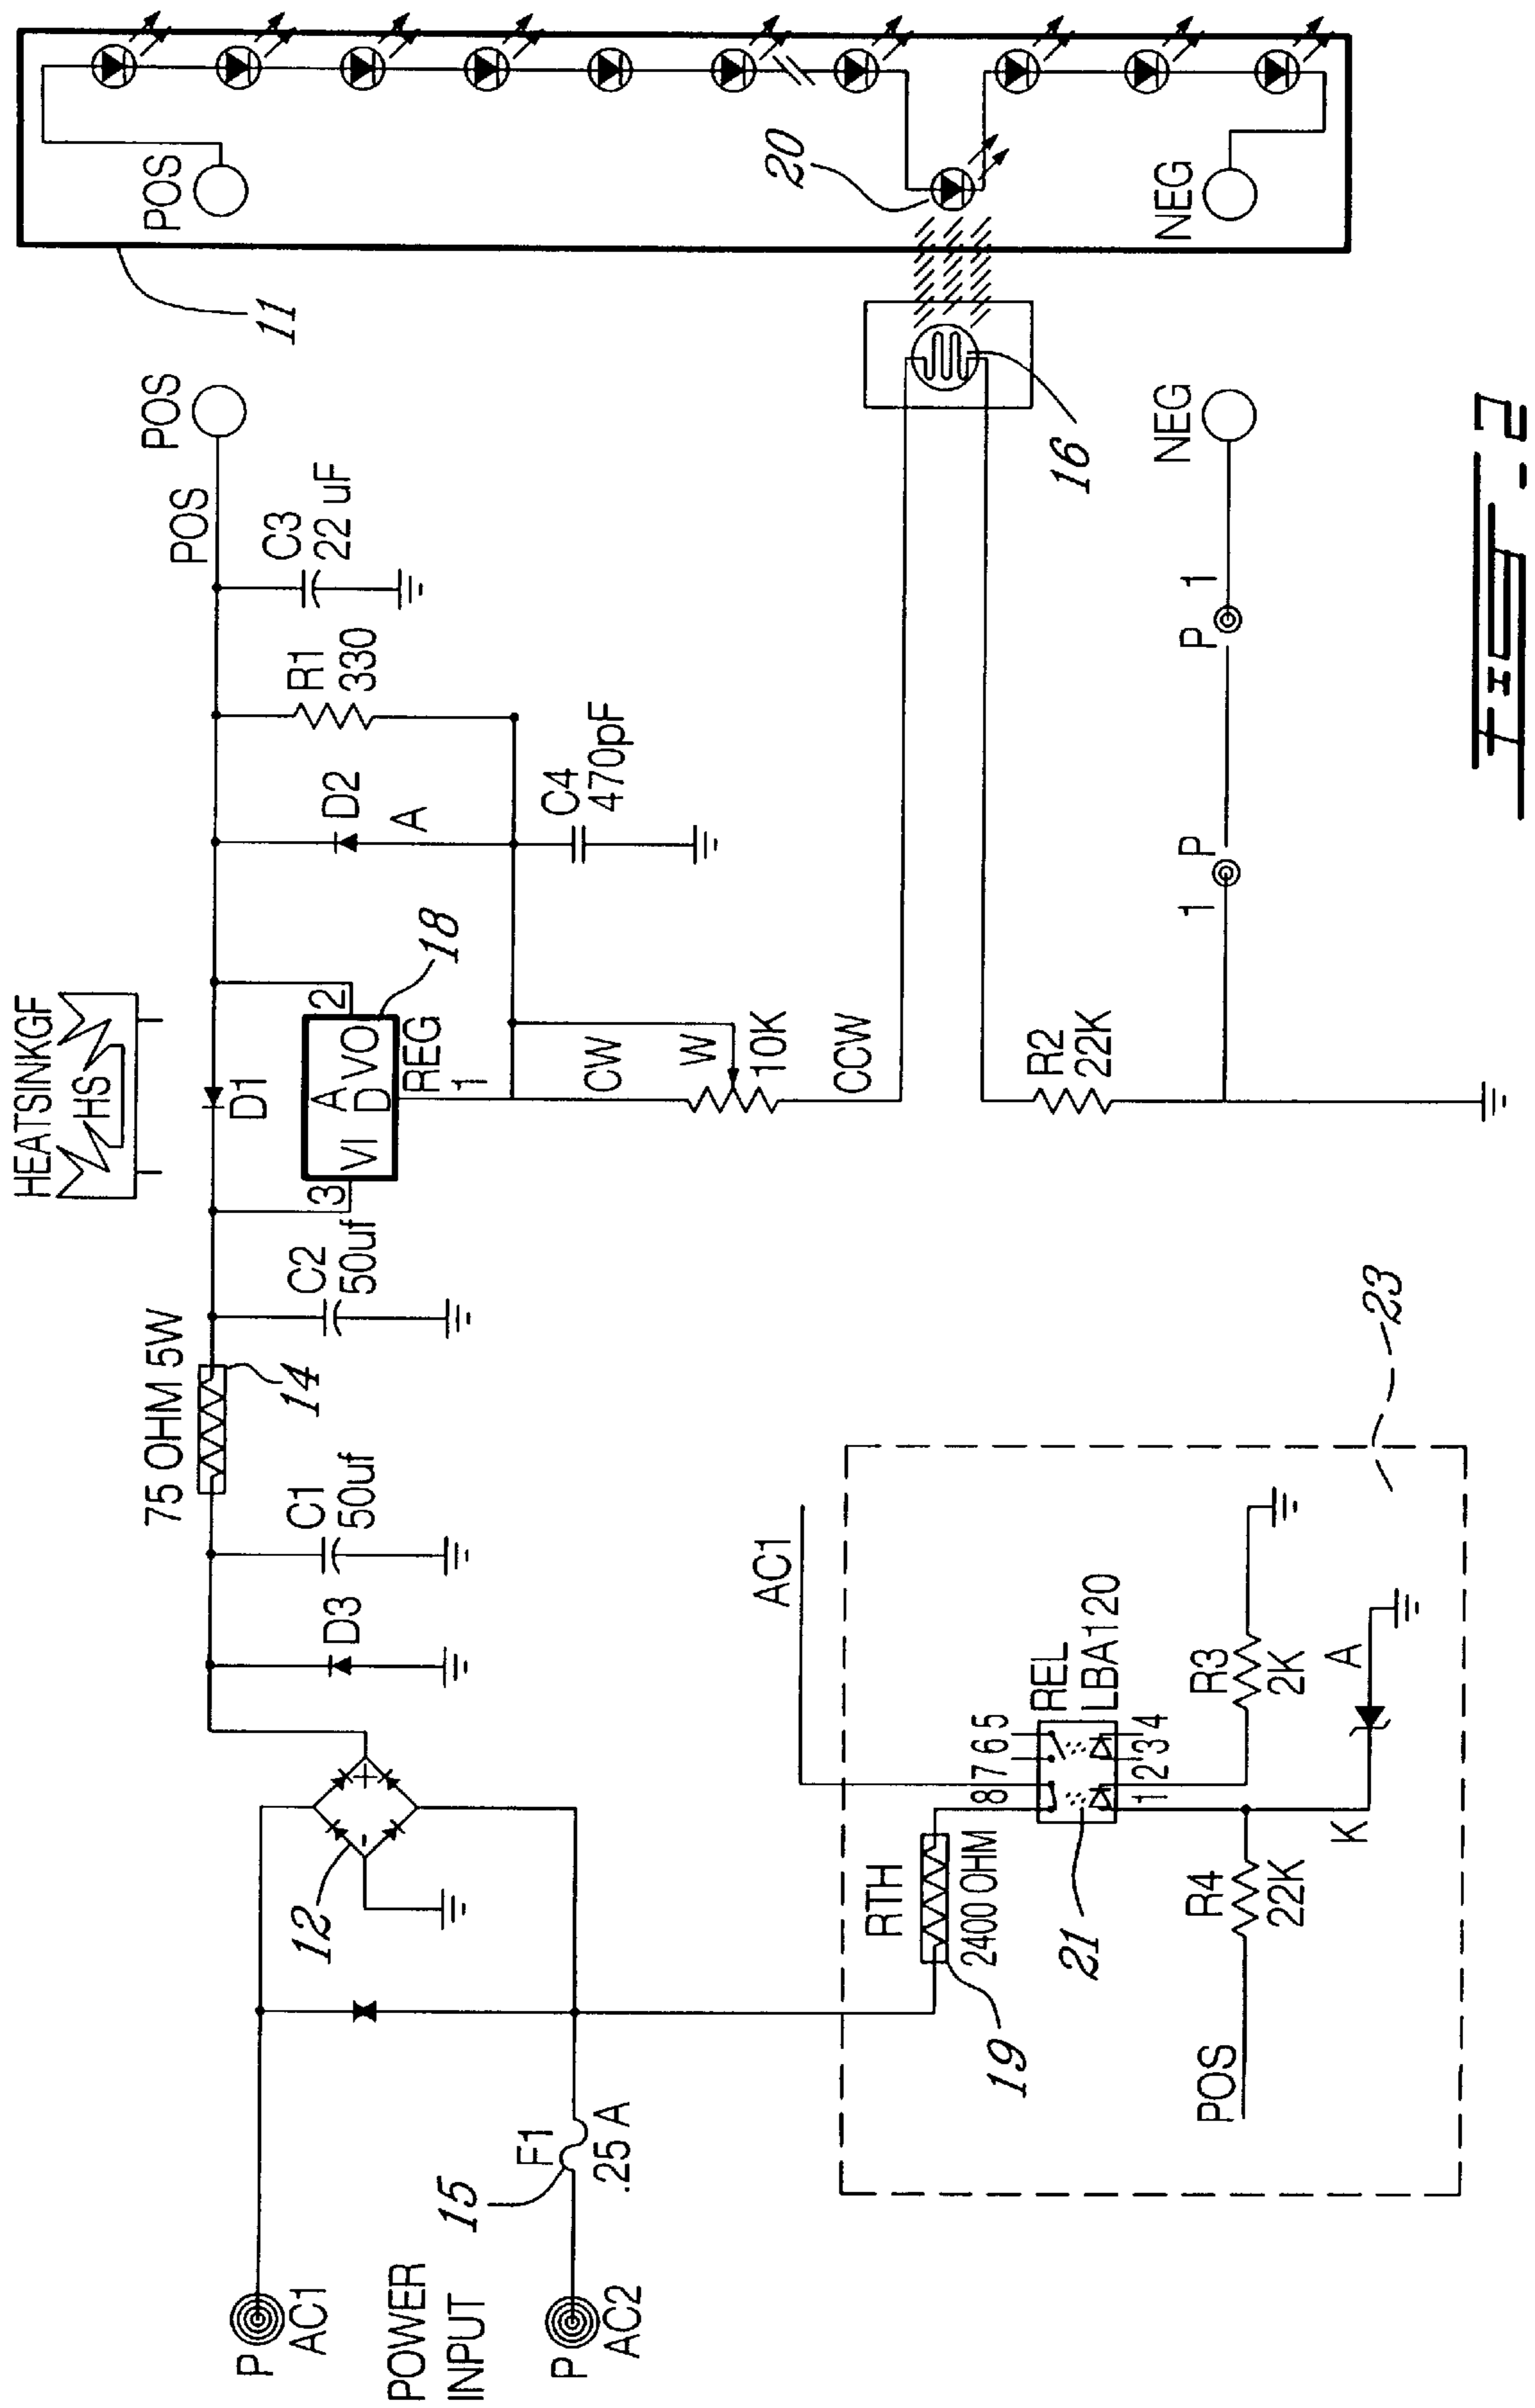 HEATSINKGF
HS
75 OHM 5W
14
D1
POS
POS
POS
11
C1
50uf
C2
50uf
3
VI
A
D
VO
2
REG
1
18
D2
A
R1
330
C3
22 uF
D3
12
P
AC1
POWER
INPUT
P
AC2
15
F1
.25 A
C4
470pF
CW
W
10K
CCW
20
16
AC1
RTH
2400 OHM
19
8
7
6
5
REL
LBA120
1
2
3
4
21
R2
22K
1
P
P
1
NEG
NEG
POS
R4
22K
R3
2K
K
A
23
FIG - 2